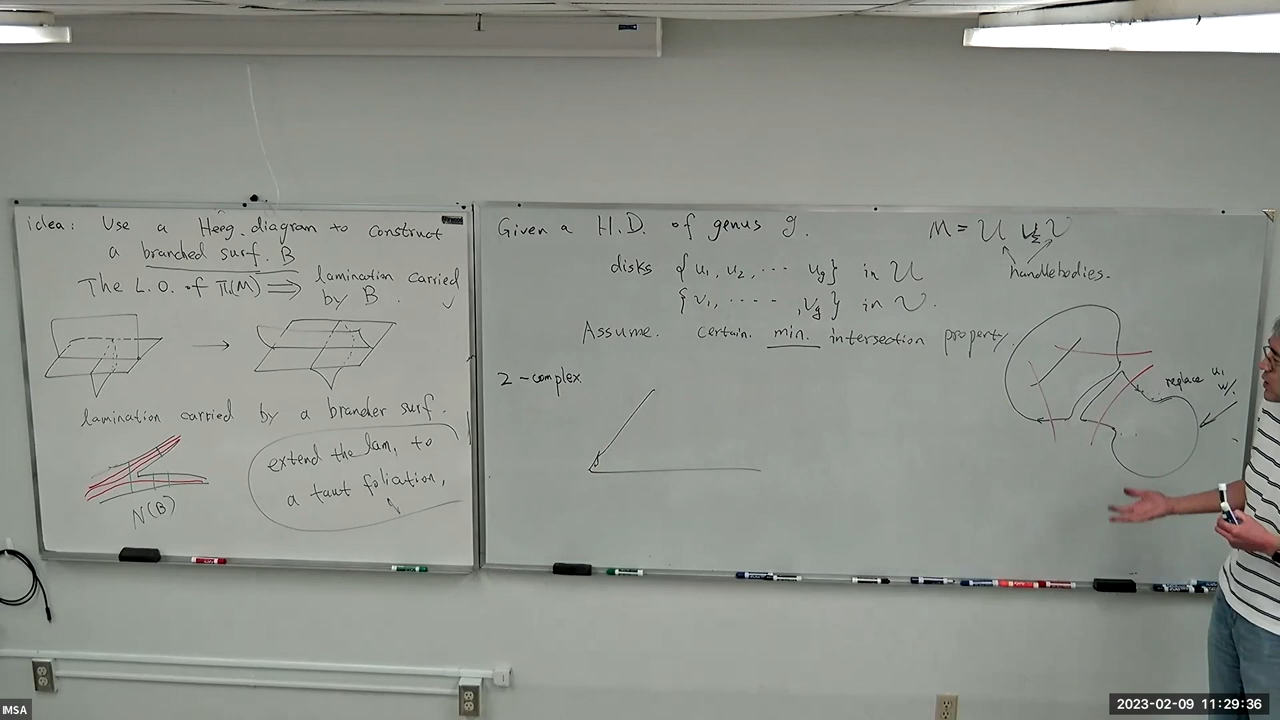 idea: Use a Heeg. diagram to construct
a branched surf. B
The L.O. of π(M) ⟹ lamination carried
by B.
lamination carried by a brander surf.
extend the lam, to
a taut foliation,
N(B)
Given a H.D. of genus g.
M = U ∪ V
handlebodies.
disks {u₁, u₂, ... u_g} in U
{v₁, ..... , v_g} in V.
Assume. certain. min. intersection property.
2-complex
replace u₁
w/.
IMSA
2023-02-09 11:29:36